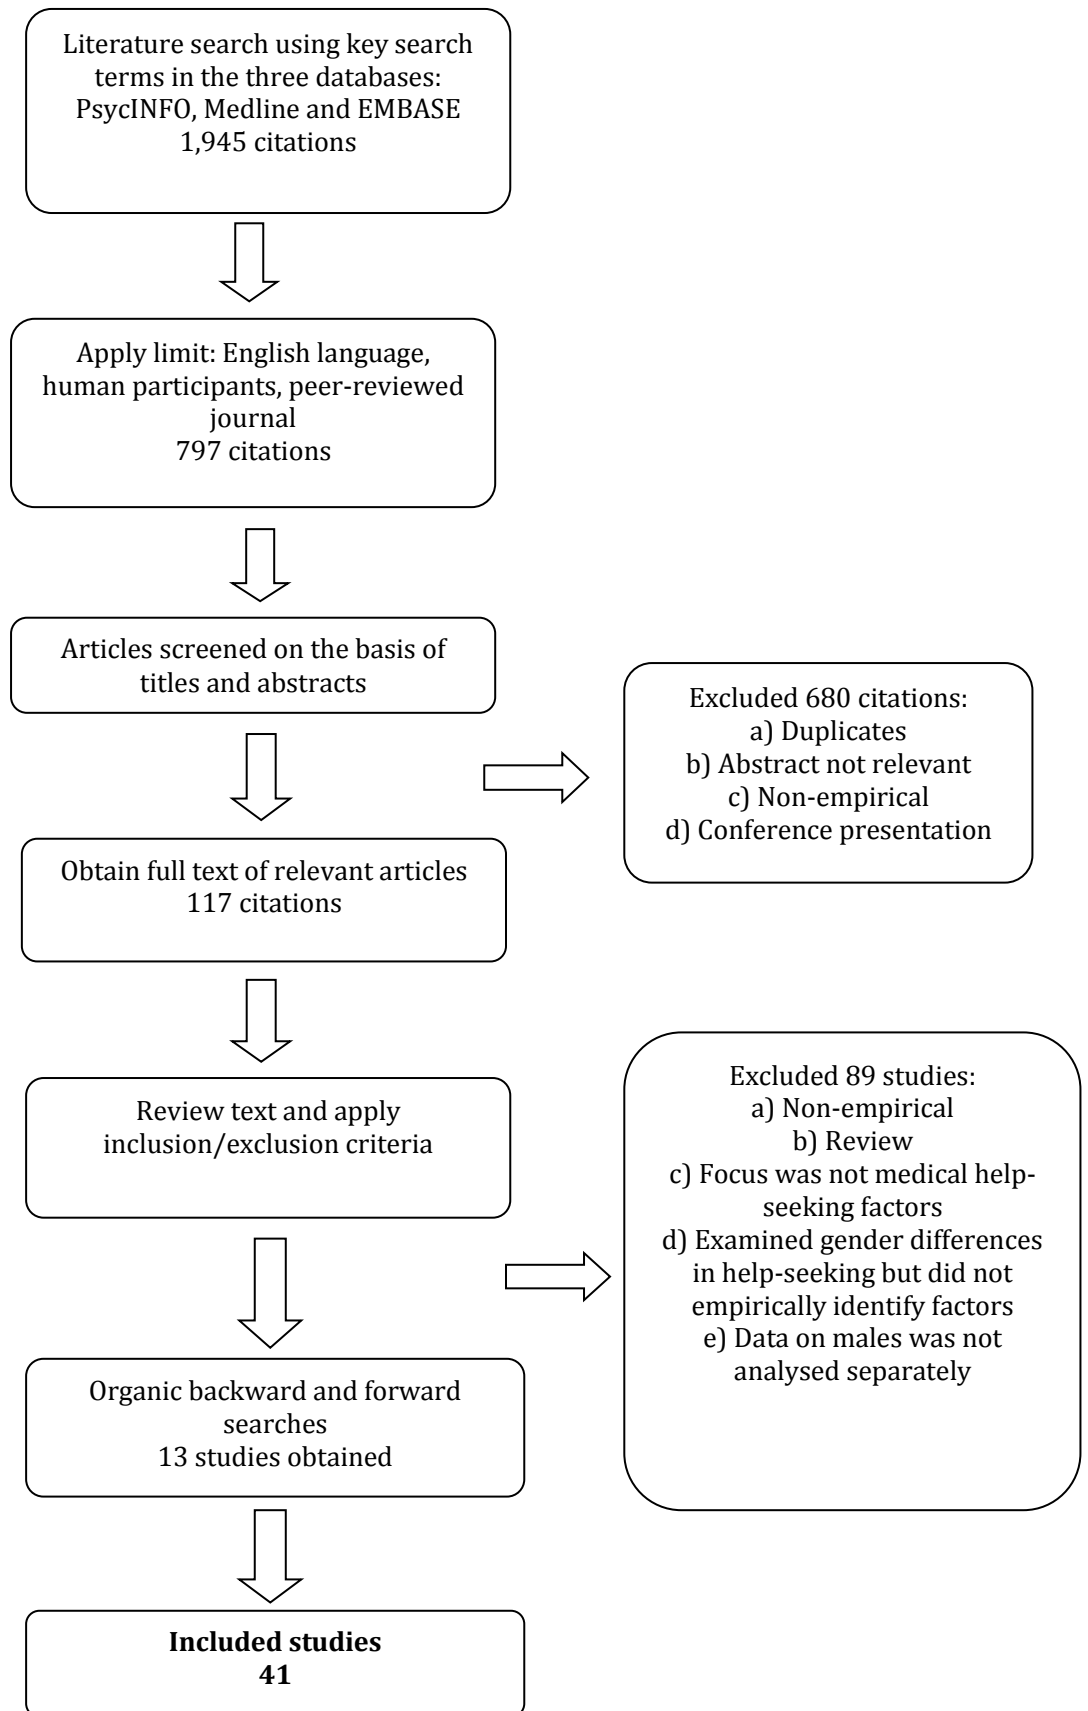 Literature search using key search
terms in the three databases:
PsycINFO, Medline and EMBASE
1,945 citations
Apply limit: English language,
human participants, peer-reviewed
journal
797 citations
Articles screened on the basis of
titles and abstracts
Excluded 680 citations:
a) Duplicates
b) Abstract not relevant
c) Non-empirical
d) Conference presentation
Obtain full text of relevant articles
117 citations
Review text and apply
inclusion/exclusion criteria
Excluded 89 studies:
a) Non-empirical
b) Review
c) Focus was not medical help-
seeking factors
d) Examined gender differences
in help-seeking but did not
empirically identify factors
e) Data on males was not
analysed separately
Organic backward and forward
searches
13 studies obtained
Included studies
41